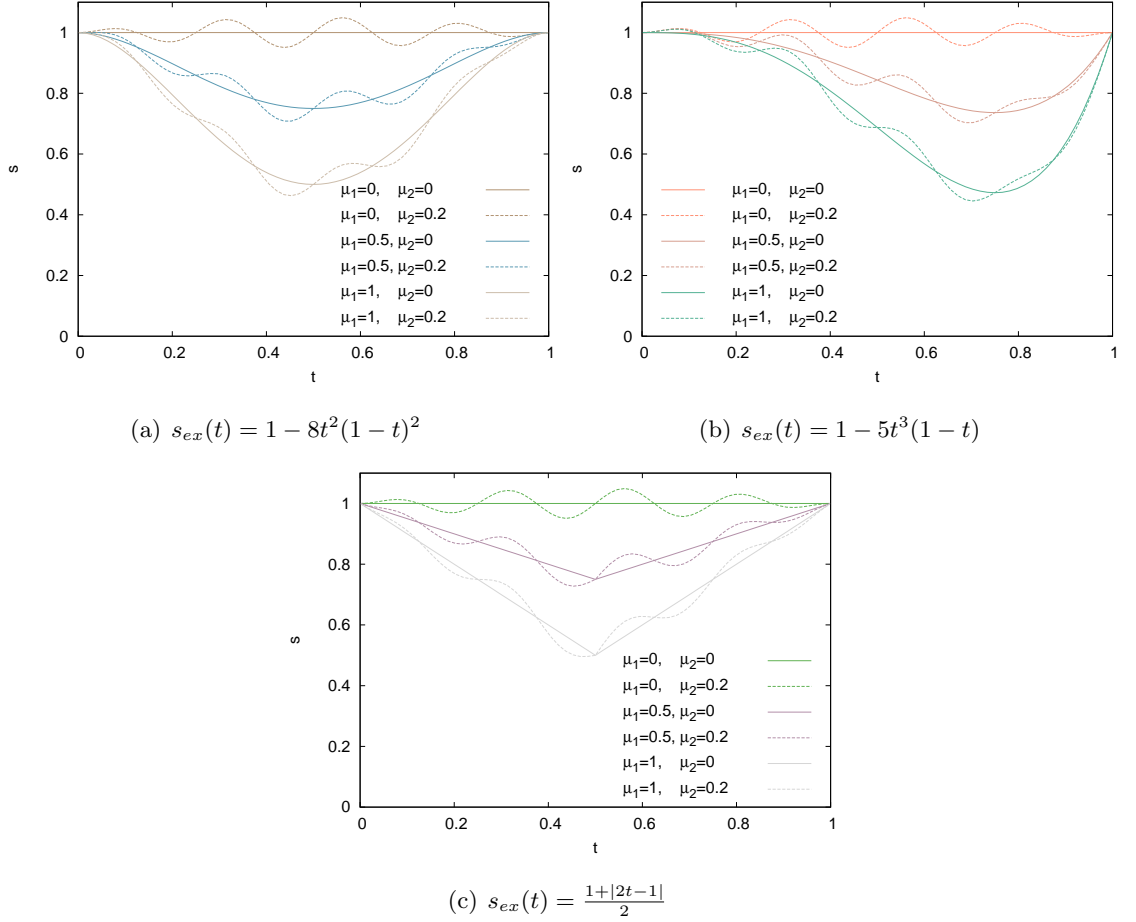 1
0.8
0.6
0.4
0.2
0
s
0 0.2 0.4 0.6 0.8 1
t
μ₁=0, μ₂=0
μ₁=0, μ₂=0.2
μ₁=0.5, μ₂=0
μ₁=0.5, μ₂=0.2
μ₁=1, μ₂=0
μ₁=1, μ₂=0.2
(a) s_{ex}(t) = 1 − 8t²(1 − t)²
1
0.8
0.6
0.4
0.2
0
s
0 0.2 0.4 0.6 0.8 1
t
μ₁=0, μ₂=0
μ₁=0, μ₂=0.2
μ₁=0.5, μ₂=0
μ₁=0.5, μ₂=0.2
μ₁=1, μ₂=0
μ₁=1, μ₂=0.2
(b) s_{ex}(t) = 1 − 5t³(1 − t)
1
0.8
0.6
0.4
0.2
0
s
0 0.2 0.4 0.6 0.8 1
t
μ₁=0, μ₂=0
μ₁=0, μ₂=0.2
μ₁=0.5, μ₂=0
μ₁=0.5, μ₂=0.2
μ₁=1, μ₂=0
μ₁=1, μ₂=0.2
(c) s_{ex}(t) = \frac{1+|2t−1|}{2}